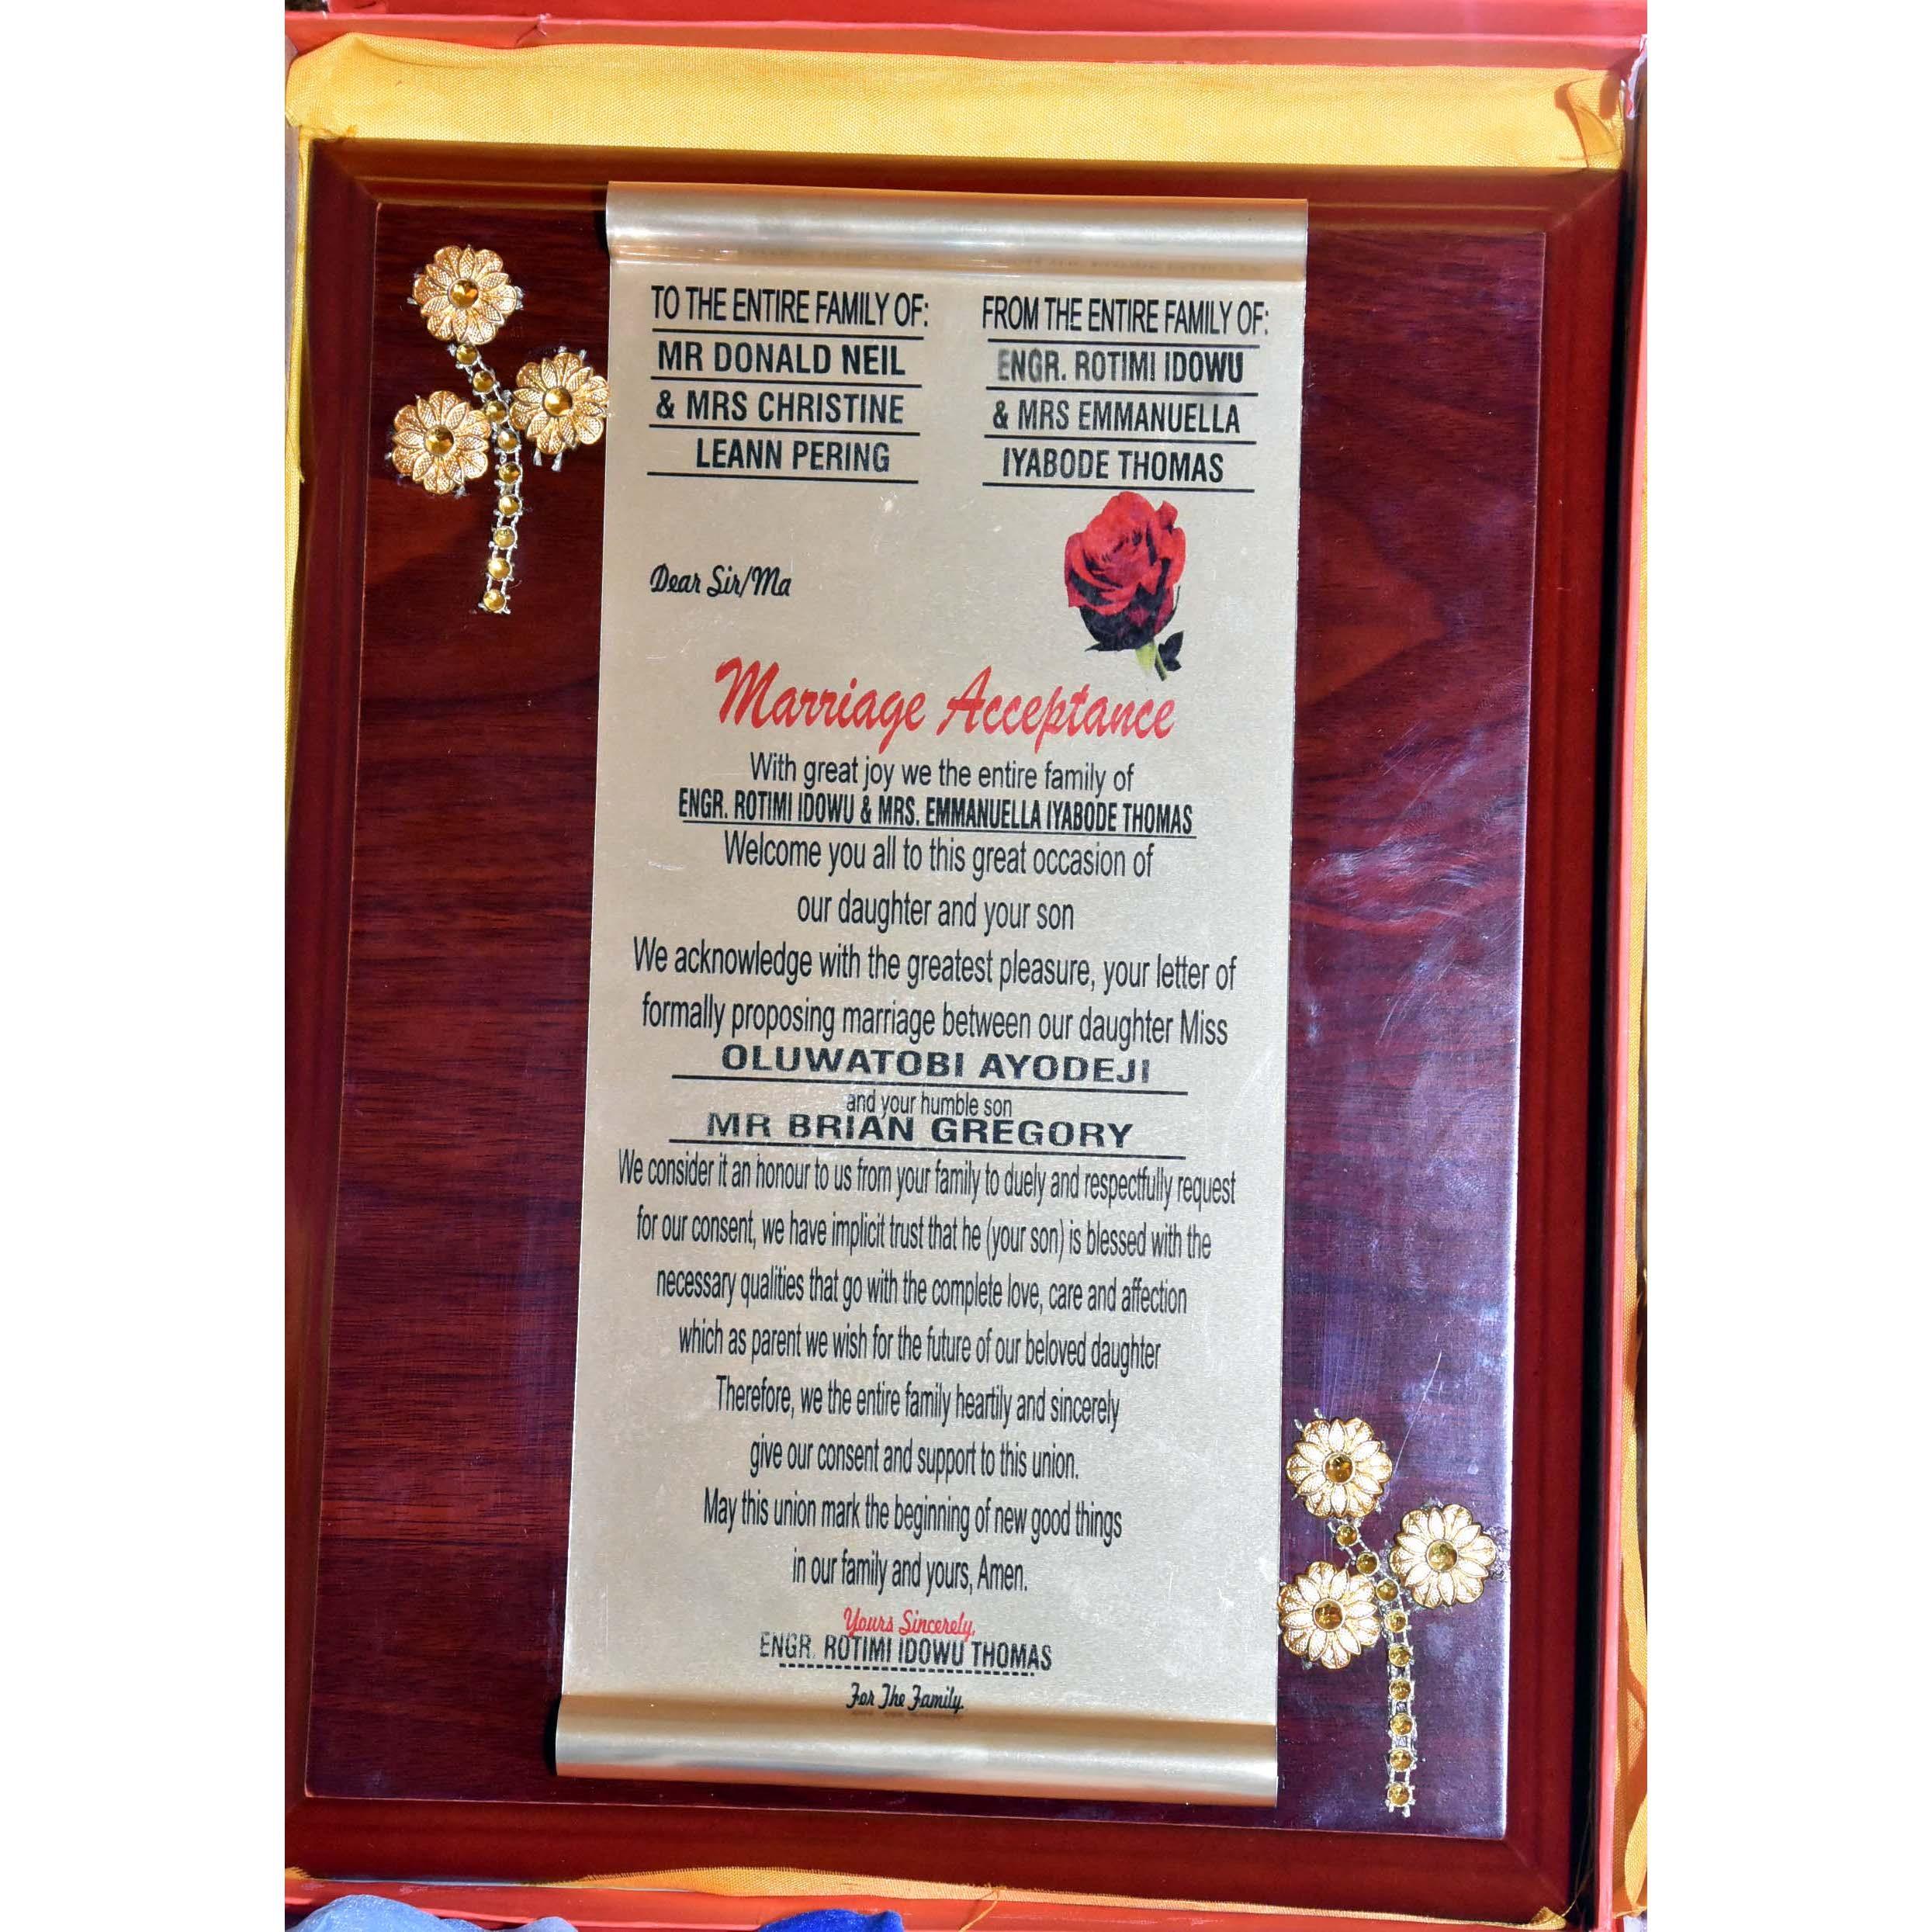 TO THE ENTIRE FAMILY OF:
MR DONALD NEIL
& MRS CHRISTINE
LEANN PERING
FROM THE ENTIRE FAMILY OF:
ENGR. ROTIMI IDOWU
& MRS EMMANUELLA
IYABODE THOMAS
Dear Sir/Ma
Marriage Acceptance
With great joy we the entire family of
ENGR. ROTIMI IDOWU & MRS. EMMANUELLA IYABODE THOMAS
Welcome you all to this great occasion of
our daughter and your son
We acknowledge with the greatest pleasure, your letter of
formally proposing marriage between our daughter Miss
OLUWATOBI AYODEJI
and your humble son
MR BRIAN GREGORY
We consider it an honour to us from your family to duely and respectfully request
for our consent, we have implicit trust that he (your son) is blessed with the
necessary qualities that go with the complete love, care and affection
which as parent we wish for the future of our beloved daughter
Therefore, we the entire family heartily and sincerely
give our consent and support to this union.
May this union mark the beginning of new good things
in our family and yours, Amen.
Yours Sincerely,
ENGR. ROTIMI IDOWU THOMAS
For The Family.